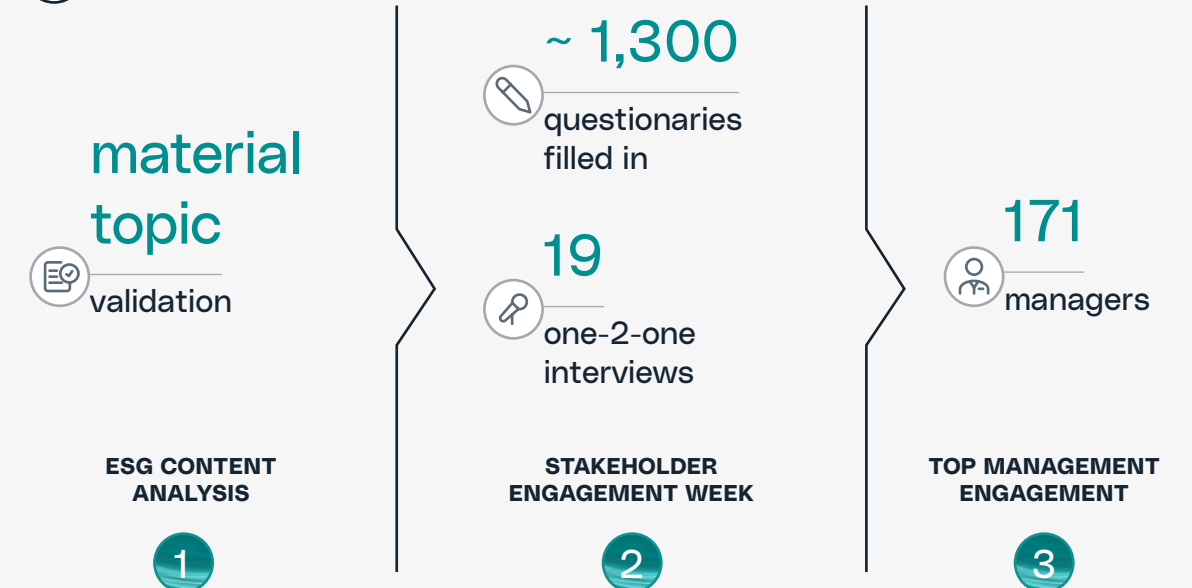 material
topic
validation
ESG CONTENT
ANALYSIS
1
~ 1,300
questionaries
filled in
19
one-2-one
interviews
STAKEHOLDER
ENGAGEMENT WEEK
2
171
managers
TOP MANAGEMENT
ENGAGEMENT
3